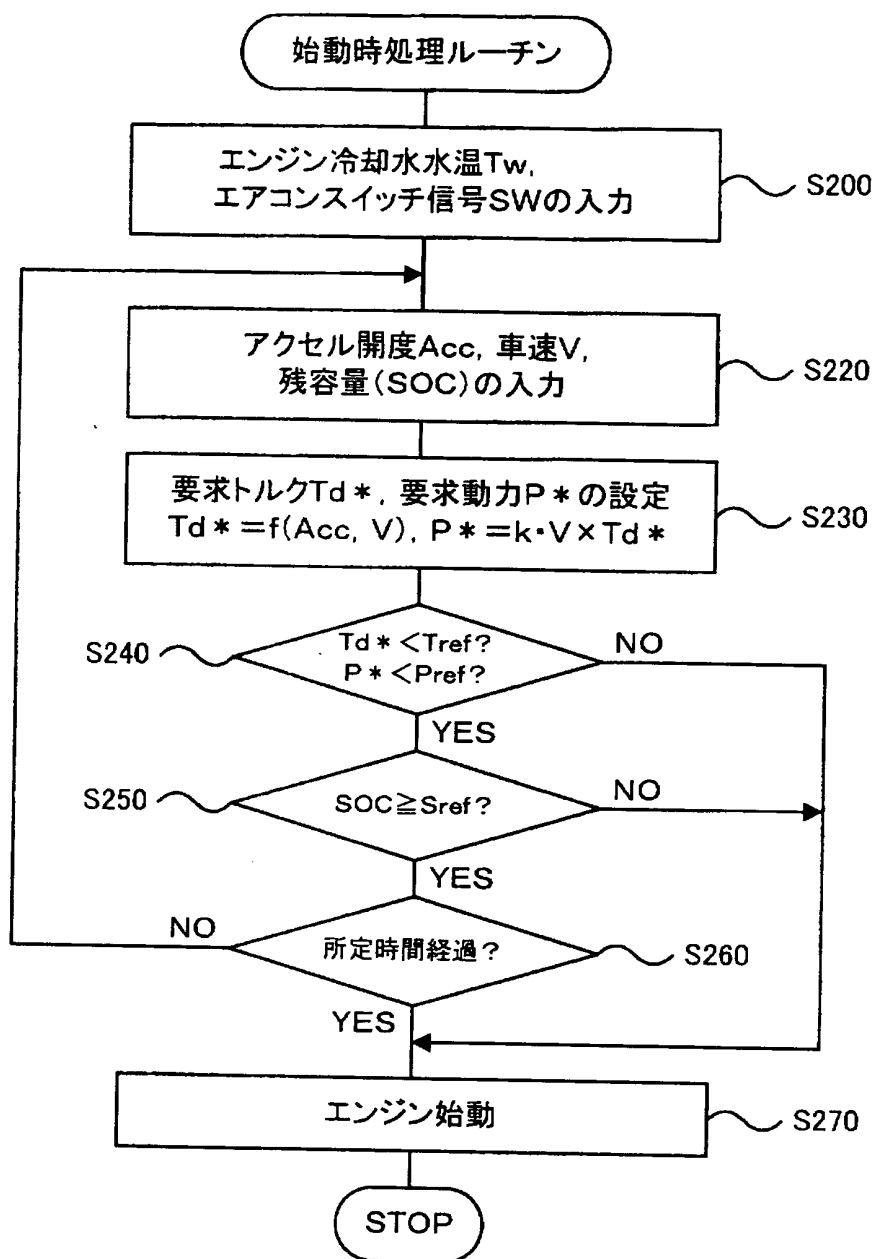 始動時処理ルーチン
エンジン冷却水水温Tw,
エアコンスイッチ信号SWの入力
S200
アクセル開度Acc, 車速V,
残容量(SOC)の入力
S220
要求トルクTd*, 要求動力P*の設定
Td*=f(Acc, V), P*=k・V×Td*
S230
S240
Td*<Tref?
P*<Pref?
NO
YES
S250
SOC≧Sref?
NO
YES
NO
所定時間経過?
S260
YES
エンジン始動
S270
STOP